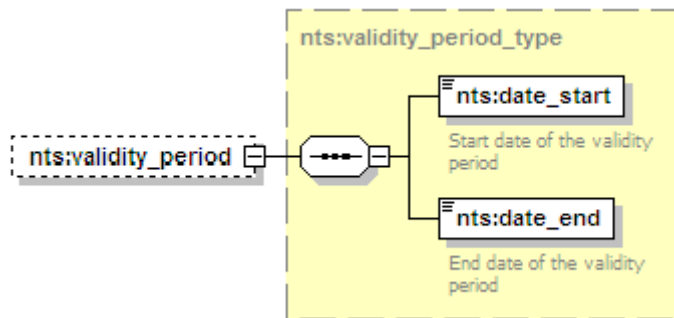 nts:validity_period_type
nts:date_start
Start date of the validity
period
nts:validity_period
nts:date_end
End date of the validity
period